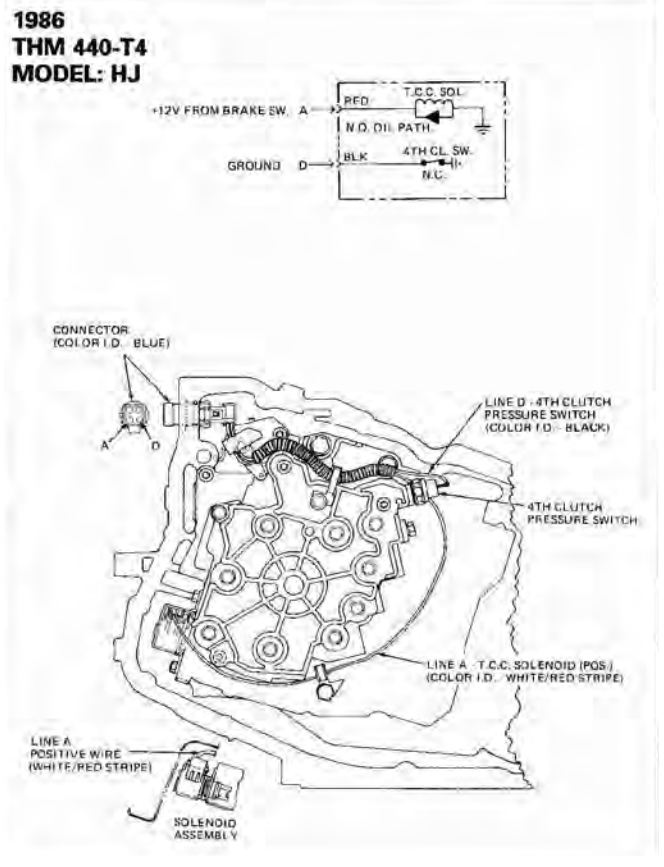 1986
THM 440-T4
MODEL: HJ
T.C.C. SOL.
+12V FROM BRAKE SW. A
RED
N.O. OIL PATH
GROUND D
BLK
4TH CL. SW.
N.C.
CONNECTOR
(COLOR I.D. - BLUE)
A D
LINE D - 4TH CLUTCH
PRESSURE SWITCH
(COLOR I.D. - BLACK)
4TH CLUTCH
PRESSURE SWITCH
LINE A - T.C.C. SOLENOID (POS.)
(COLOR I.D. - WHITE/RED STRIPE)
LINE A
POSITIVE WIRE
(WHITE/RED STRIPE)
SOLENOID
ASSEMBLY